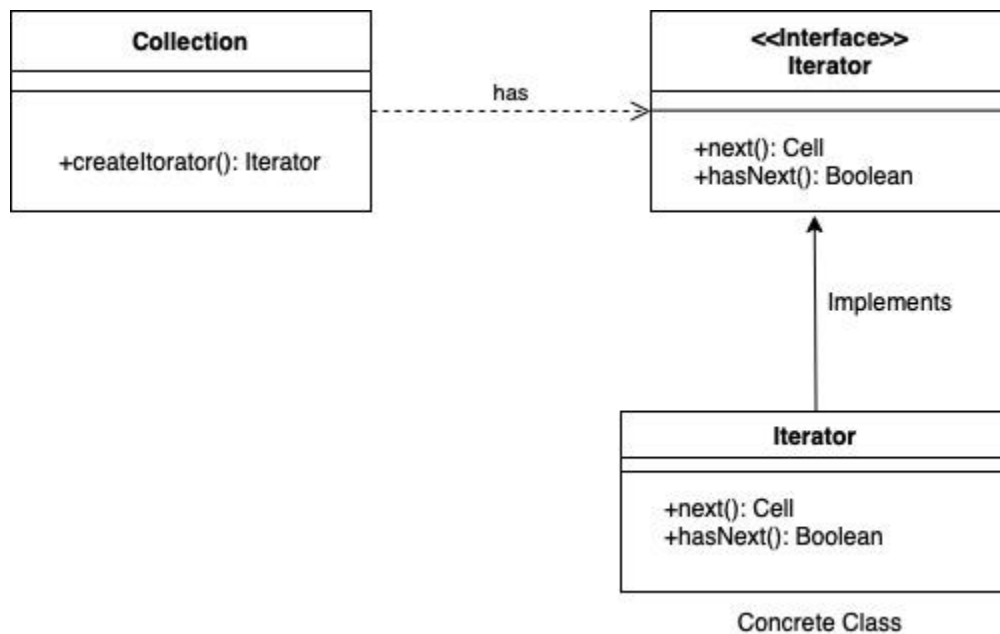 Collection
+createItorator(): Iterator
has
<<Interface>>
Iterator
+next(): Cell
+hasNext(): Boolean
Implements
Iterator
+next(): Cell
+hasNext(): Boolean
Concrete Class